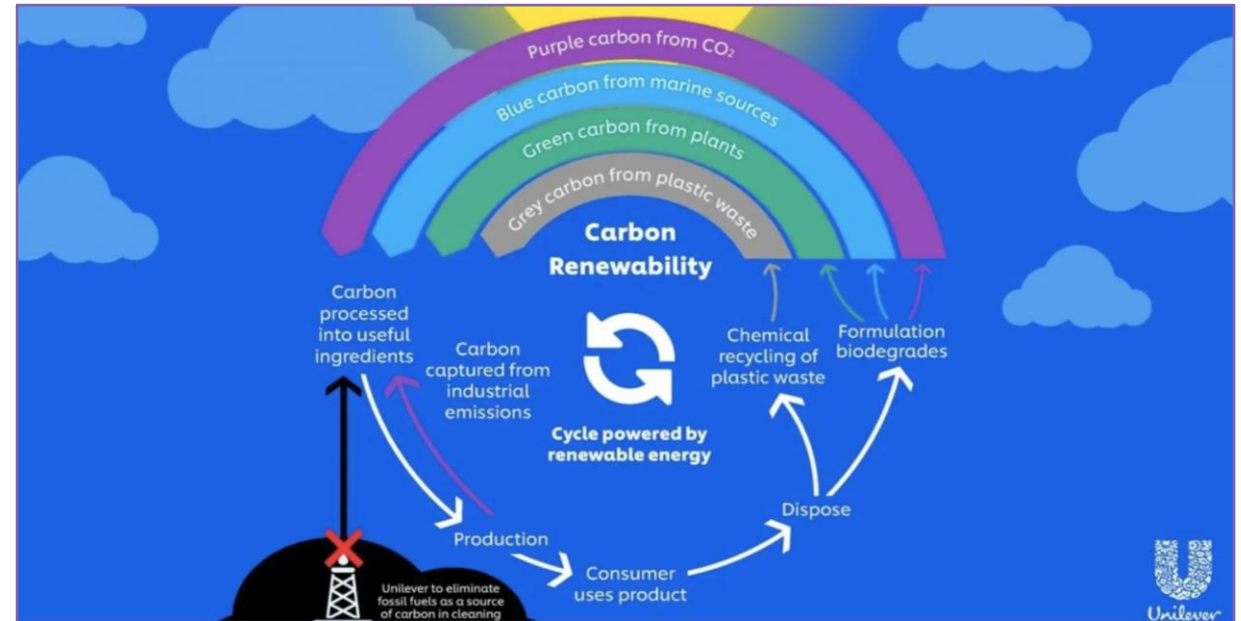 Purple carbon from CO₂
Blue carbon from marine sources
Green carbon from plants
Grey carbon from plastic waste
Carbon
Renewability
Carbon
processed
into useful
ingredients
Carbon
captured from
industrial
emissions
Chemical
recycling of
plastic waste
Formulation
biodegrades
Cycle powered by
renewable energy
Dispose
Production
Consumer
uses product
Unilever to eliminate
fossil fuels as a source
of carbon in cleaning
Unilever